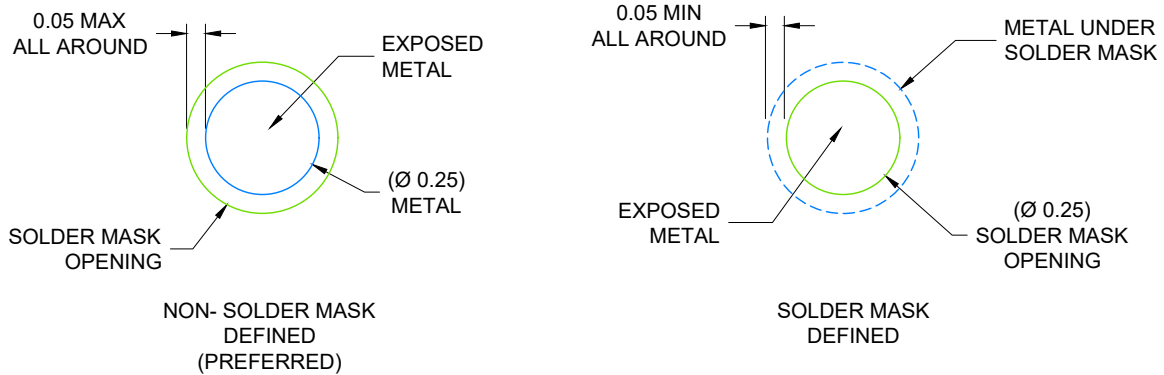 0.05 MAX
ALL AROUND
EXPOSED
METAL
(Ø 0.25)
METAL
SOLDER MASK
OPENING
NON- SOLDER MASK
DEFINED
(PREFERRED)
0.05 MIN
ALL AROUND
METAL UNDER
SOLDER MASK
EXPOSED
METAL
(Ø 0.25)
SOLDER MASK
OPENING
SOLDER MASK
DEFINED